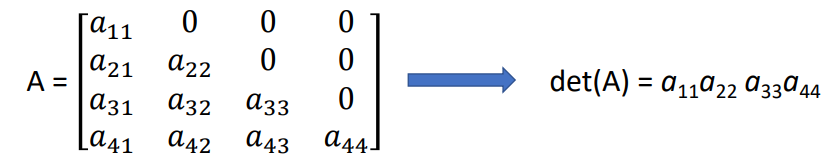 A = [a₁₁ 0 0 0
a₂₁ a₂₂ 0 0
a₃₁ a₃₂ a₃₃ 0
a₄₁ a₄₂ a₄₃ a₄₄]
det(A) = a₁₁a₂₂ a₃₃a₄₄